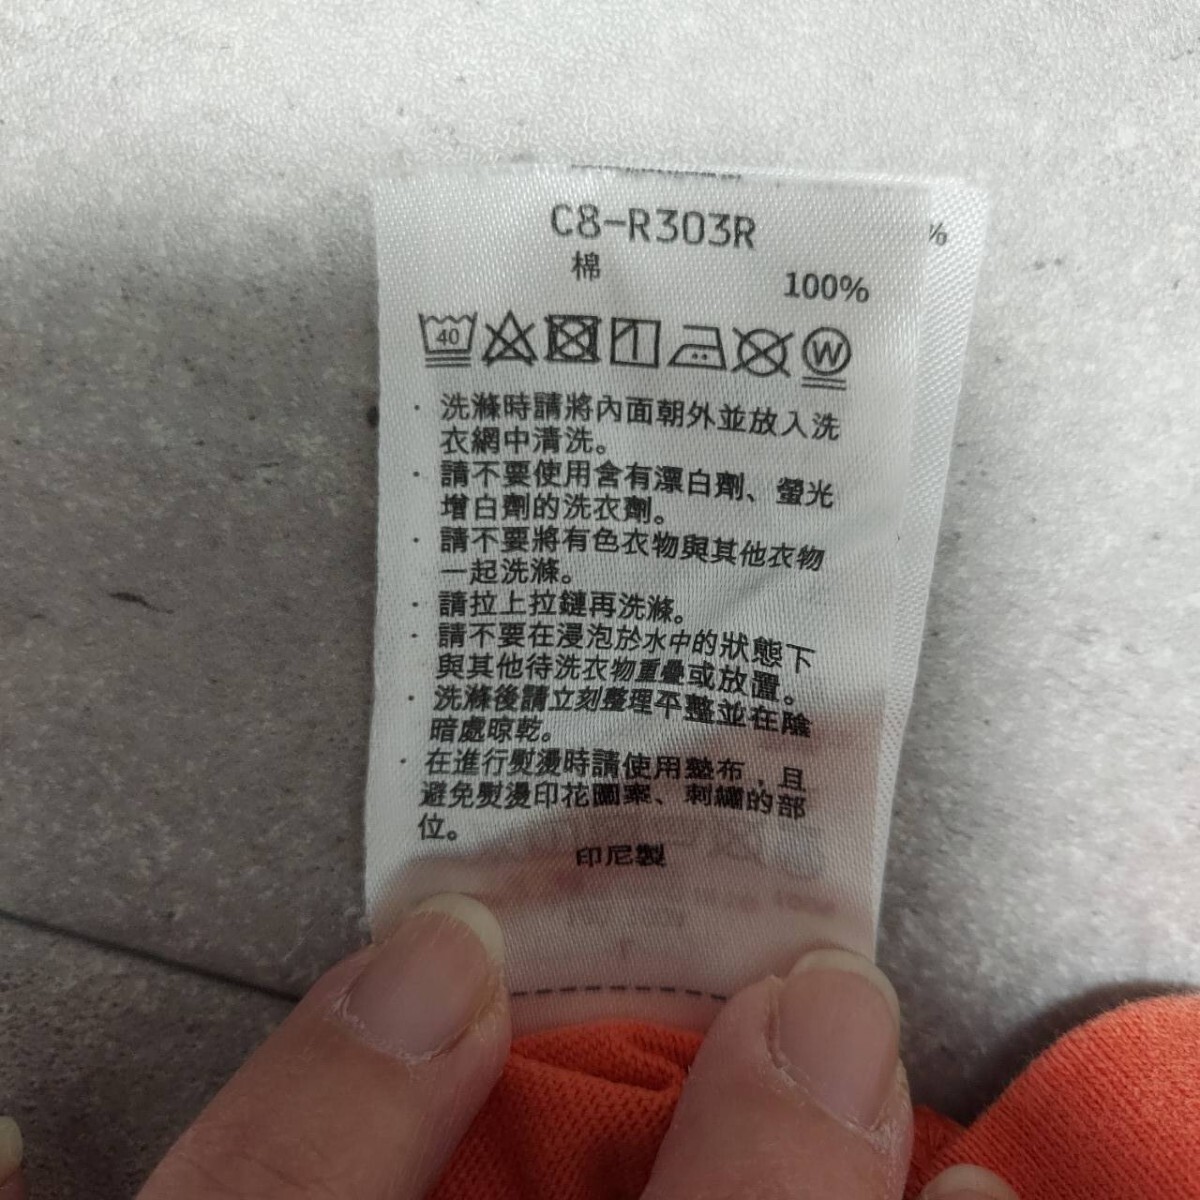 C8-R303R
%
棉
100%
40
W
· 洗滌時請將內面朝外並放入洗
衣網中清洗。
· 請不要使用含有漂白劑、螢光
增白劑的洗衣劑。
· 請不要將有色衣物與其他衣物
一起洗滌。
· 請拉上拉鏈再洗滌。
· 請不要在浸泡於水中的狀態下
與其他待洗衣物重疊或放置。
· 洗滌後請立刻整理平整並在陰
暗處晾乾。
· 在進行熨燙時請使用墊布，且
避免熨燙印花圖案、刺繡的部
位。
印尼製